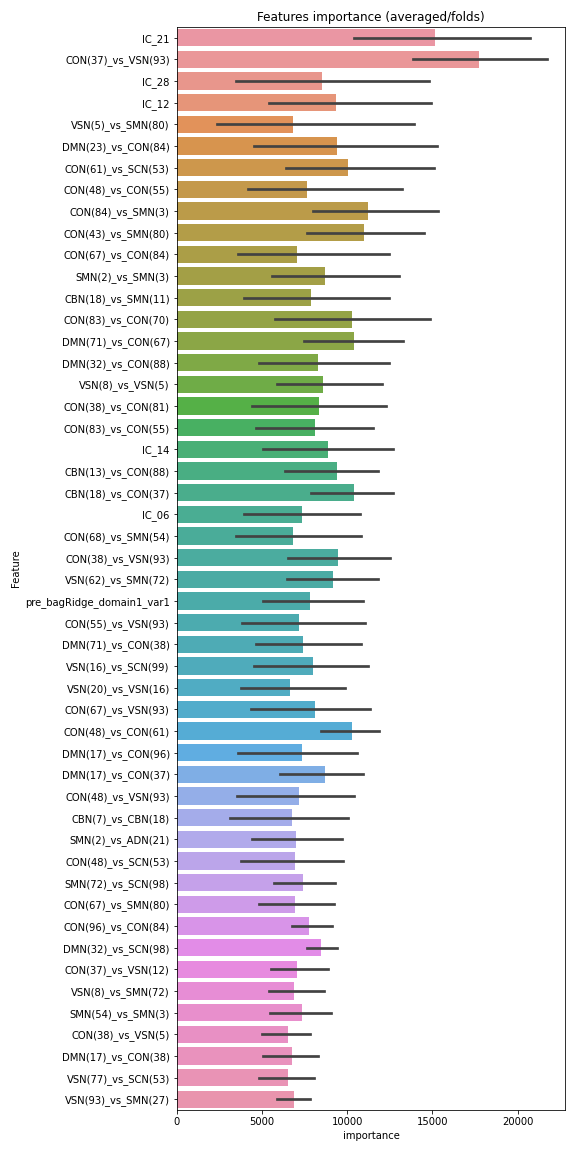 Features importance (averaged/folds)
IC_21
CON(37)_vs_VSN(93)
IC_28
IC_12
VSN(5)_vs_SMN(80)
DMN(23)_vs_CON(84)
CON(61)_vs_SCN(53)
CON(48)_vs_CON(55)
CON(84)_vs_SMN(3)
CON(43)_vs_SMN(80)
CON(67)_vs_CON(84)
SMN(2)_vs_SMN(3)
CBN(18)_vs_SMN(11)
CON(83)_vs_CON(70)
DMN(71)_vs_CON(67)
DMN(32)_vs_CON(88)
VSN(8)_vs_VSN(5)
CON(38)_vs_CON(81)
CON(83)_vs_CON(55)
IC_14
CBN(13)_vs_CON(88)
CBN(18)_vs_CON(37)
IC_06
CON(68)_vs_SMN(54)
CON(38)_vs_VSN(93)
VSN(62)_vs_SMN(72)
pre_bagRidge_domain1_var1
CON(55)_vs_VSN(93)
DMN(71)_vs_CON(38)
VSN(16)_vs_SCN(99)
VSN(20)_vs_VSN(16)
CON(67)_vs_VSN(93)
CON(48)_vs_CON(61)
DMN(17)_vs_CON(96)
DMN(17)_vs_CON(37)
CON(48)_vs_VSN(93)
CBN(7)_vs_CBN(18)
SMN(2)_vs_ADN(21)
CON(48)_vs_SCN(53)
SMN(72)_vs_SCN(98)
CON(67)_vs_SMN(80)
CON(96)_vs_CON(84)
DMN(32)_vs_SCN(98)
CON(37)_vs_VSN(12)
VSN(8)_vs_SMN(72)
SMN(54)_vs_SMN(3)
CON(38)_vs_VSN(5)
DMN(17)_vs_CON(38)
VSN(77)_vs_SCN(53)
VSN(93)_vs_SMN(27)
Feature
0 5000 10000 15000 20000
importance